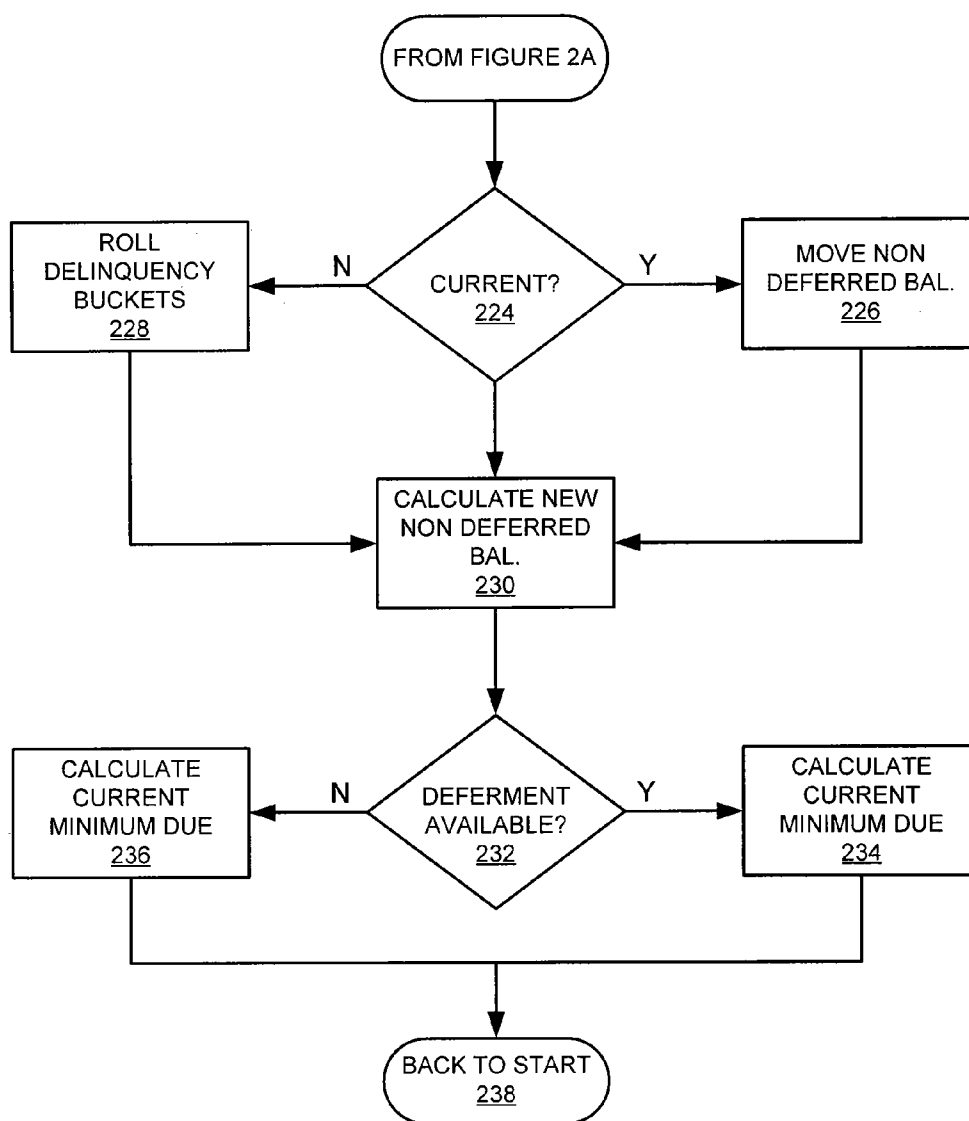 FROM FIGURE 2A
ROLL
DELINQUENCY
BUCKETS
228
N
CURRENT?
224
Y
MOVE NON
DEFERRED BAL.
226
CALCULATE NEW
NON DEFERRED
BAL.
230
CALCULATE
CURRENT
MINIMUM DUE
236
N
DEFERMENT
AVAILABLE?
232
Y
CALCULATE
CURRENT
MINIMUM DUE
234
BACK TO START
238